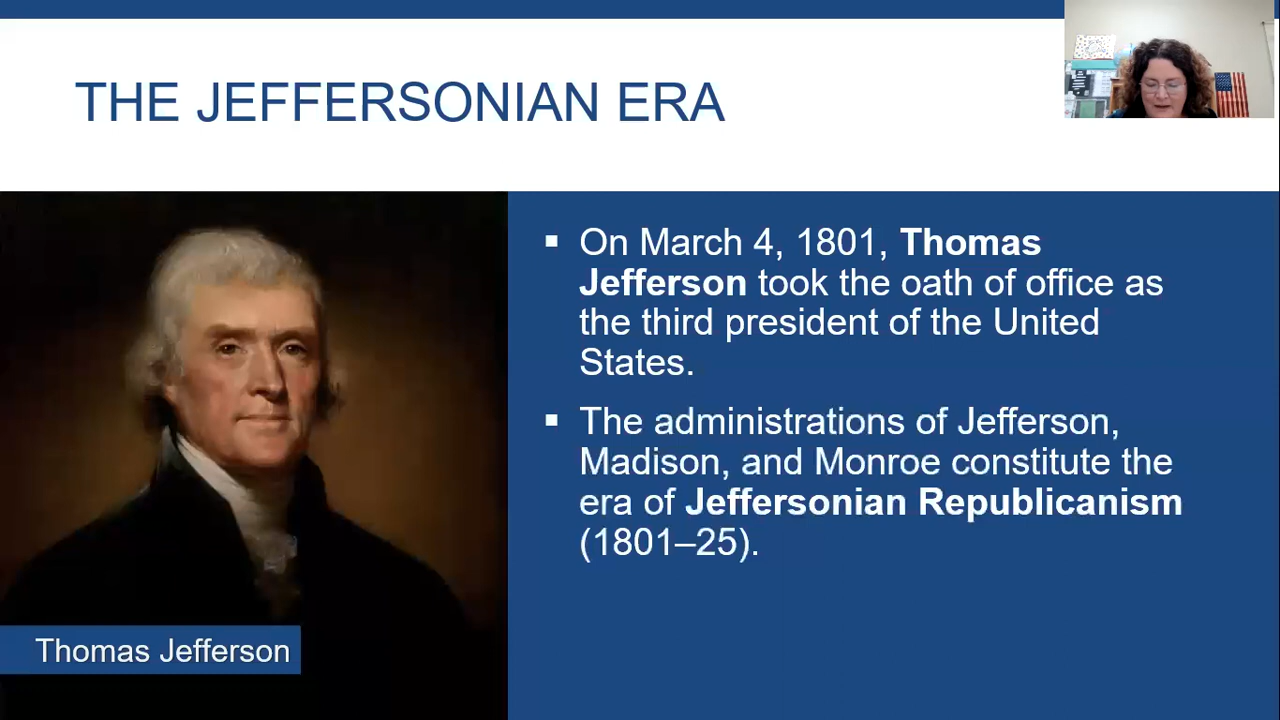 THE JEFFERSONIAN ERA
▪ On March 4, 1801, Thomas
Jefferson took the oath of office as
the third president of the United
States.
▪ The administrations of Jefferson,
Madison, and Monroe constitute the
era of Jeffersonian Republicanism
(1801–25).
Thomas Jefferson